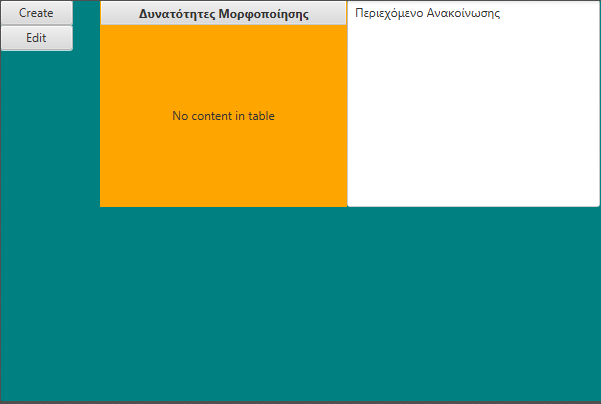 Create
Edit
Δυνατότητες Μορφοποίησης
No content in table
Περιεχόμενο Ανακοίνωσης